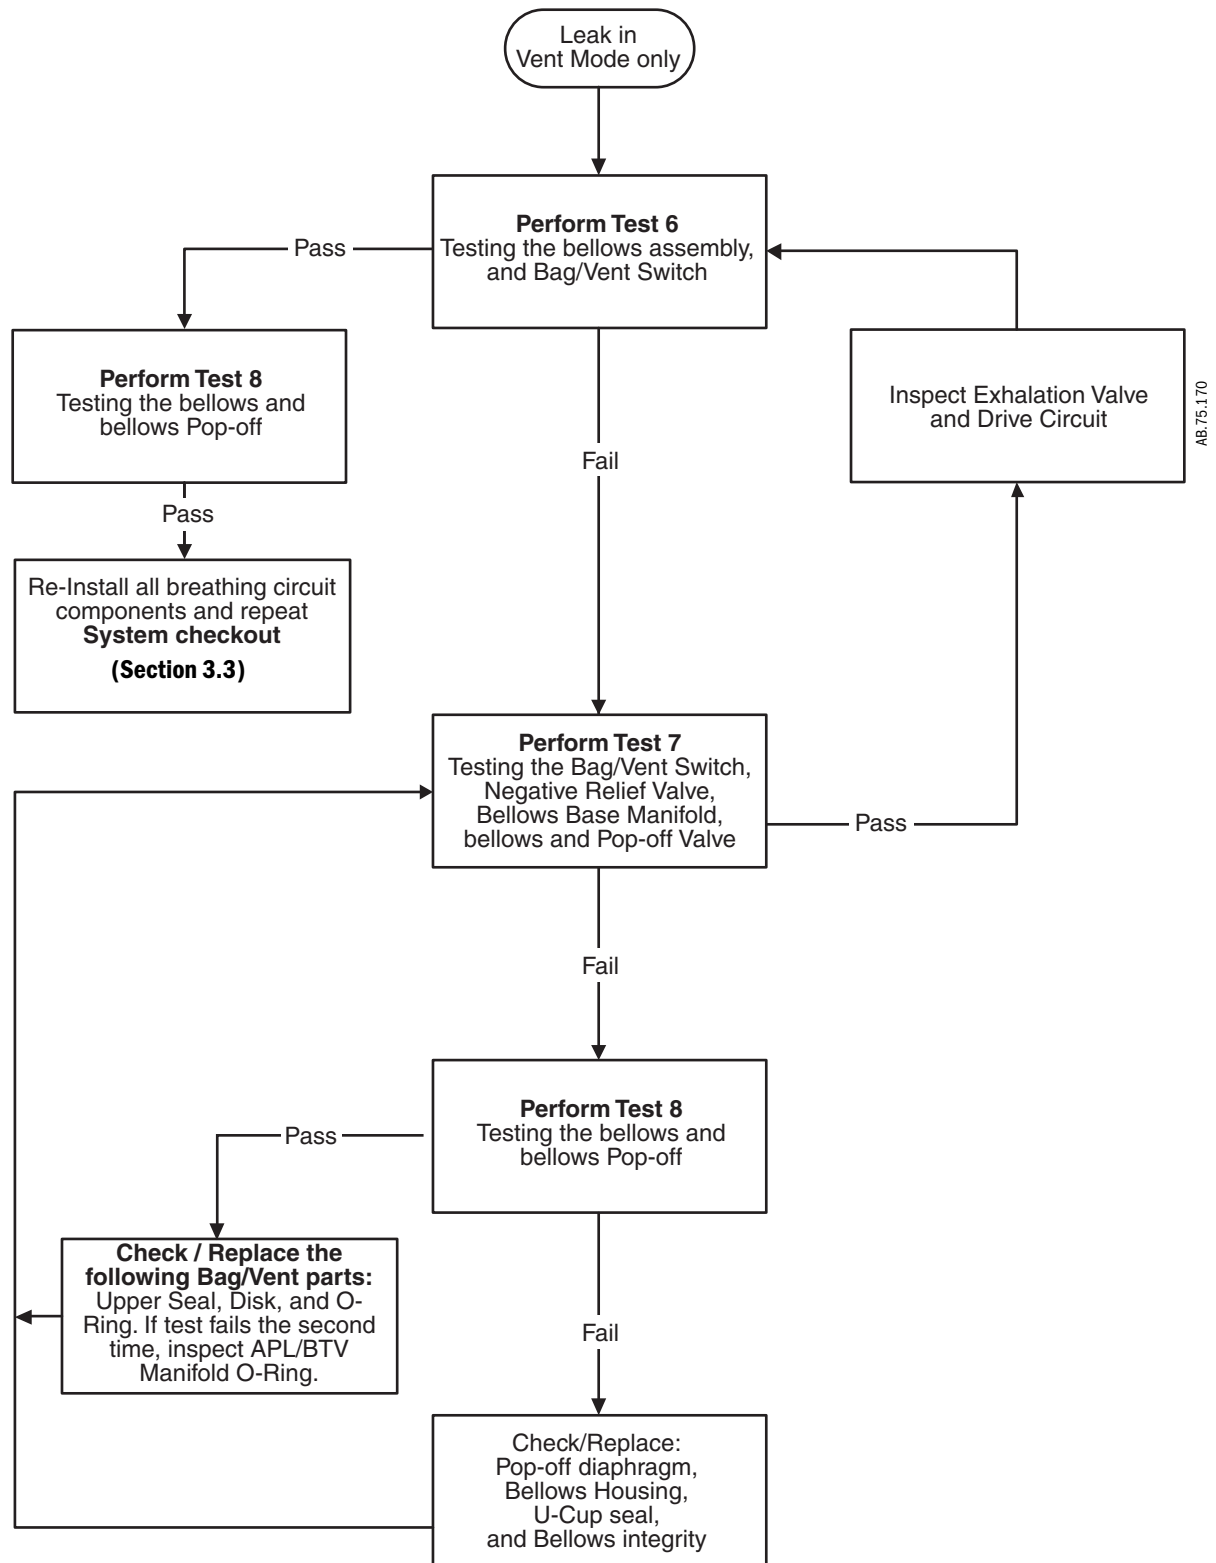 Leak in
Vent Mode only
Perform Test 6
Testing the bellows assembly,
and Bag/Vent Switch
Pass
Perform Test 8
Testing the bellows and
bellows Pop-off
Inspect Exhalation Valve
and Drive Circuit
AB.75.170
Fail
Pass
Re-Install all breathing circuit
components and repeat
System checkout
(Section 3.3)
Perform Test 7
Testing the Bag/Vent Switch,
Negative Relief Valve,
Bellows Base Manifold,
bellows and Pop-off Valve
Pass
Fail
Perform Test 8
Testing the bellows and
bellows Pop-off
Pass
Check / Replace the
following Bag/Vent parts:
Upper Seal, Disk, and O-
Ring. If test fails the second
time, inspect APL/BTV
Manifold O-Ring.
Fail
Check/Replace:
Pop-off diaphragm,
Bellows Housing,
U-Cup seal,
and Bellows integrity